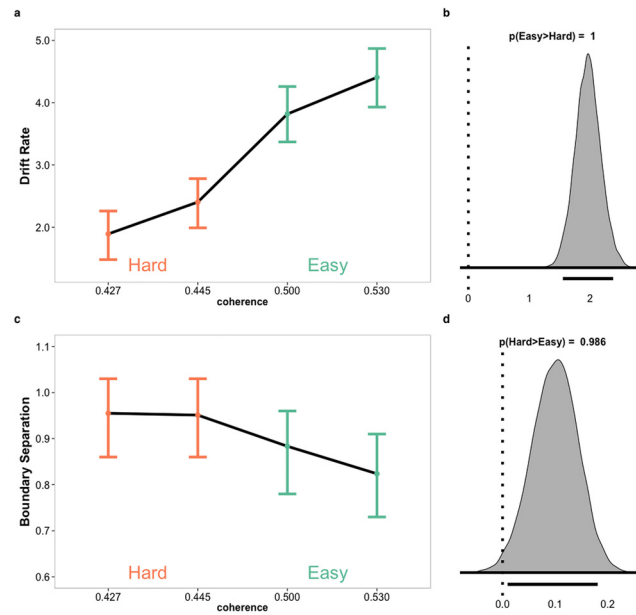 a
5.0
4.0
3.0
2.0
Drift Rate
Hard
Easy
0.427
0.445
0.500
0.530
coherence
b
p(Easy>Hard) = 1
0
1
2
c
1.1
1.0
0.9
0.8
0.7
0.6
Boundary Separation
Hard
Easy
0.427
0.445
0.500
0.530
coherence
d
p(Hard>Easy) = 0.986
0.0
0.1
0.2